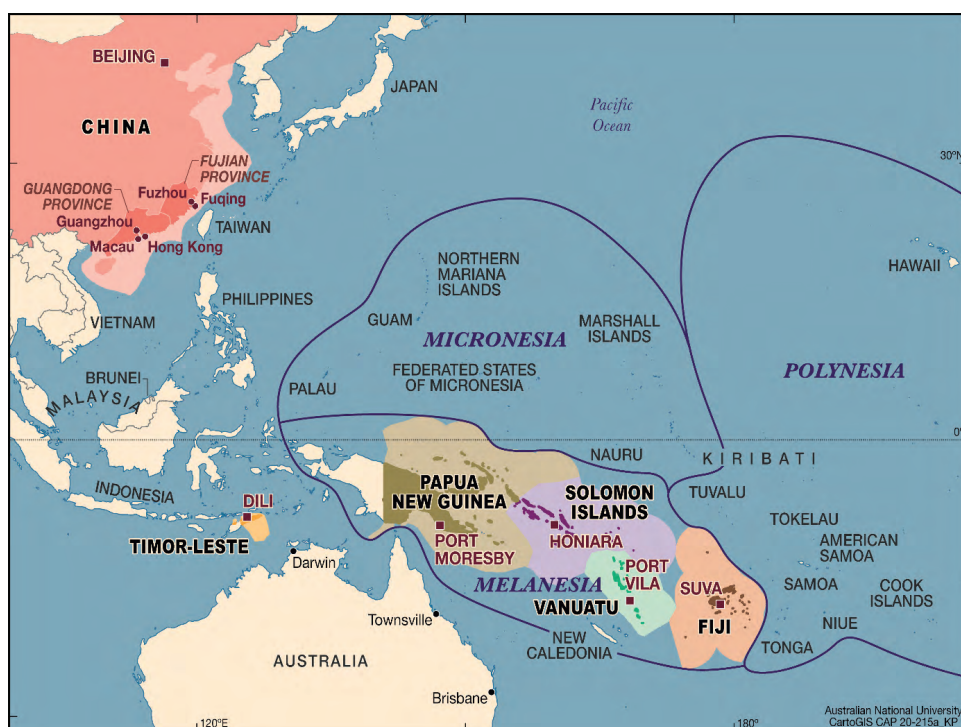 BEIJING
JAPAN
CHINA
Pacific
Ocean
FUJIAN
PROVINCE
30°N
GUANGDONG
PROVINCE
Fuzhou
Fuqing
Guangzhou
TAIWAN
Macau
Hong Kong
HAWAII
NORTHERN
MARIANA
ISLANDS
PHILIPPINES
VIETNAM
GUAM
MARSHALL
ISLANDS
MICRONESIA
FEDERATED STATES
OF MICRONESIA
POLYNESIA
BRUNEI
PALAU
MALAYSIA
0°
NAURU
KIRIBATI
INDONESIA
PAPUA
NEW GUINEA
SOLOMON
ISLANDS
TUVALU
DILI
TOKELAU
TIMOR-LESTE
PORT
MORESBY
HONIARA
AMERICAN
SAMOA
Darwin
MELANESIA
PORT
VILA
SUVA
SAMOA
COOK
ISLANDS
VANUATU
Townsville
FIJI
NIUE
NEW
CALEDONIA
TONGA
AUSTRALIA
Brisbane
120°E
180°
Australian National University
CartoGIS CAP 20-215a_KP